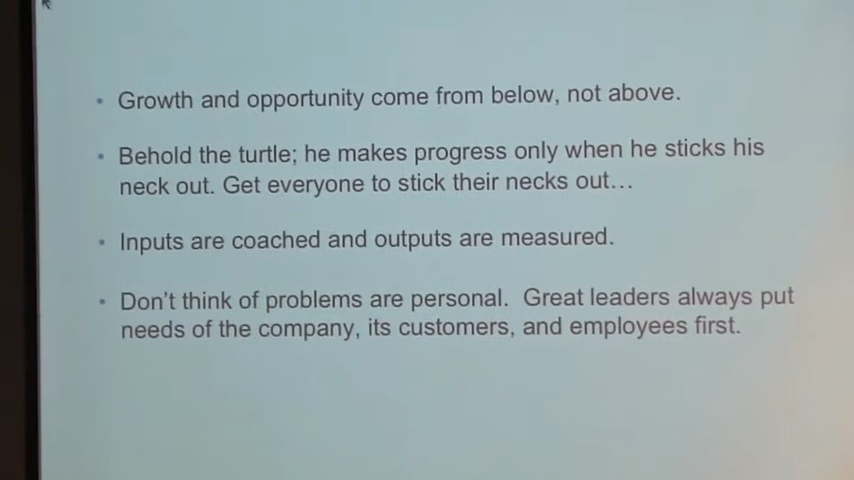 • Growth and opportunity come from below, not above.
• Behold the turtle; he makes progress only when he sticks his
neck out. Get everyone to stick their necks out…
• Inputs are coached and outputs are measured.
• Don't think of problems are personal.  Great leaders always put
needs of the company, its customers, and employees first.